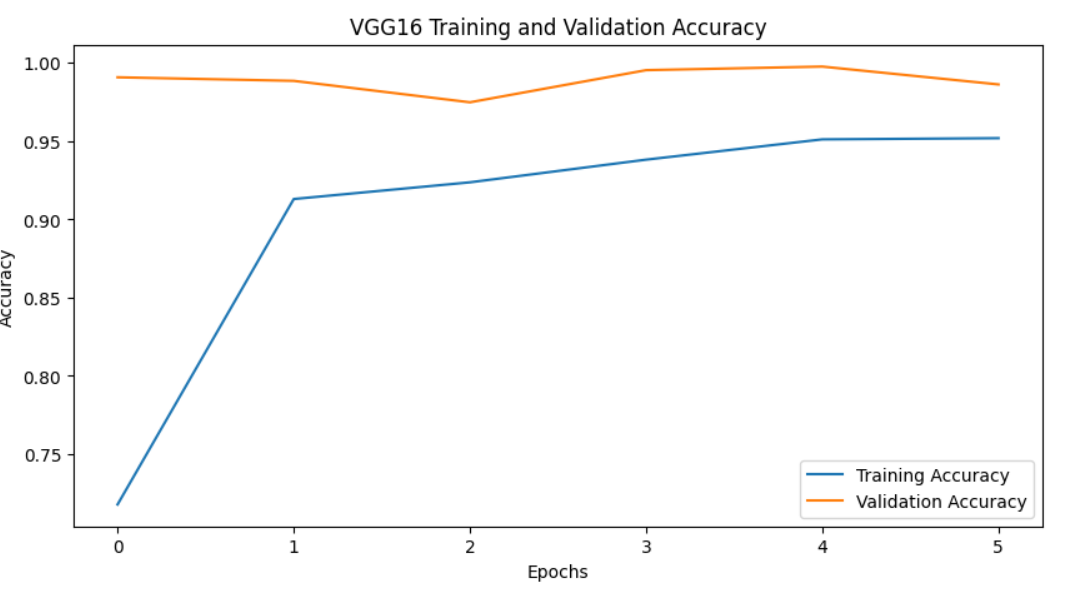 VGG16 Training and Validation Accuracy
1.00
0.95
0.90
0.85
0.80
0.75
Accuracy
0 1 2 3 4 5
Epochs
Training Accuracy
Validation Accuracy